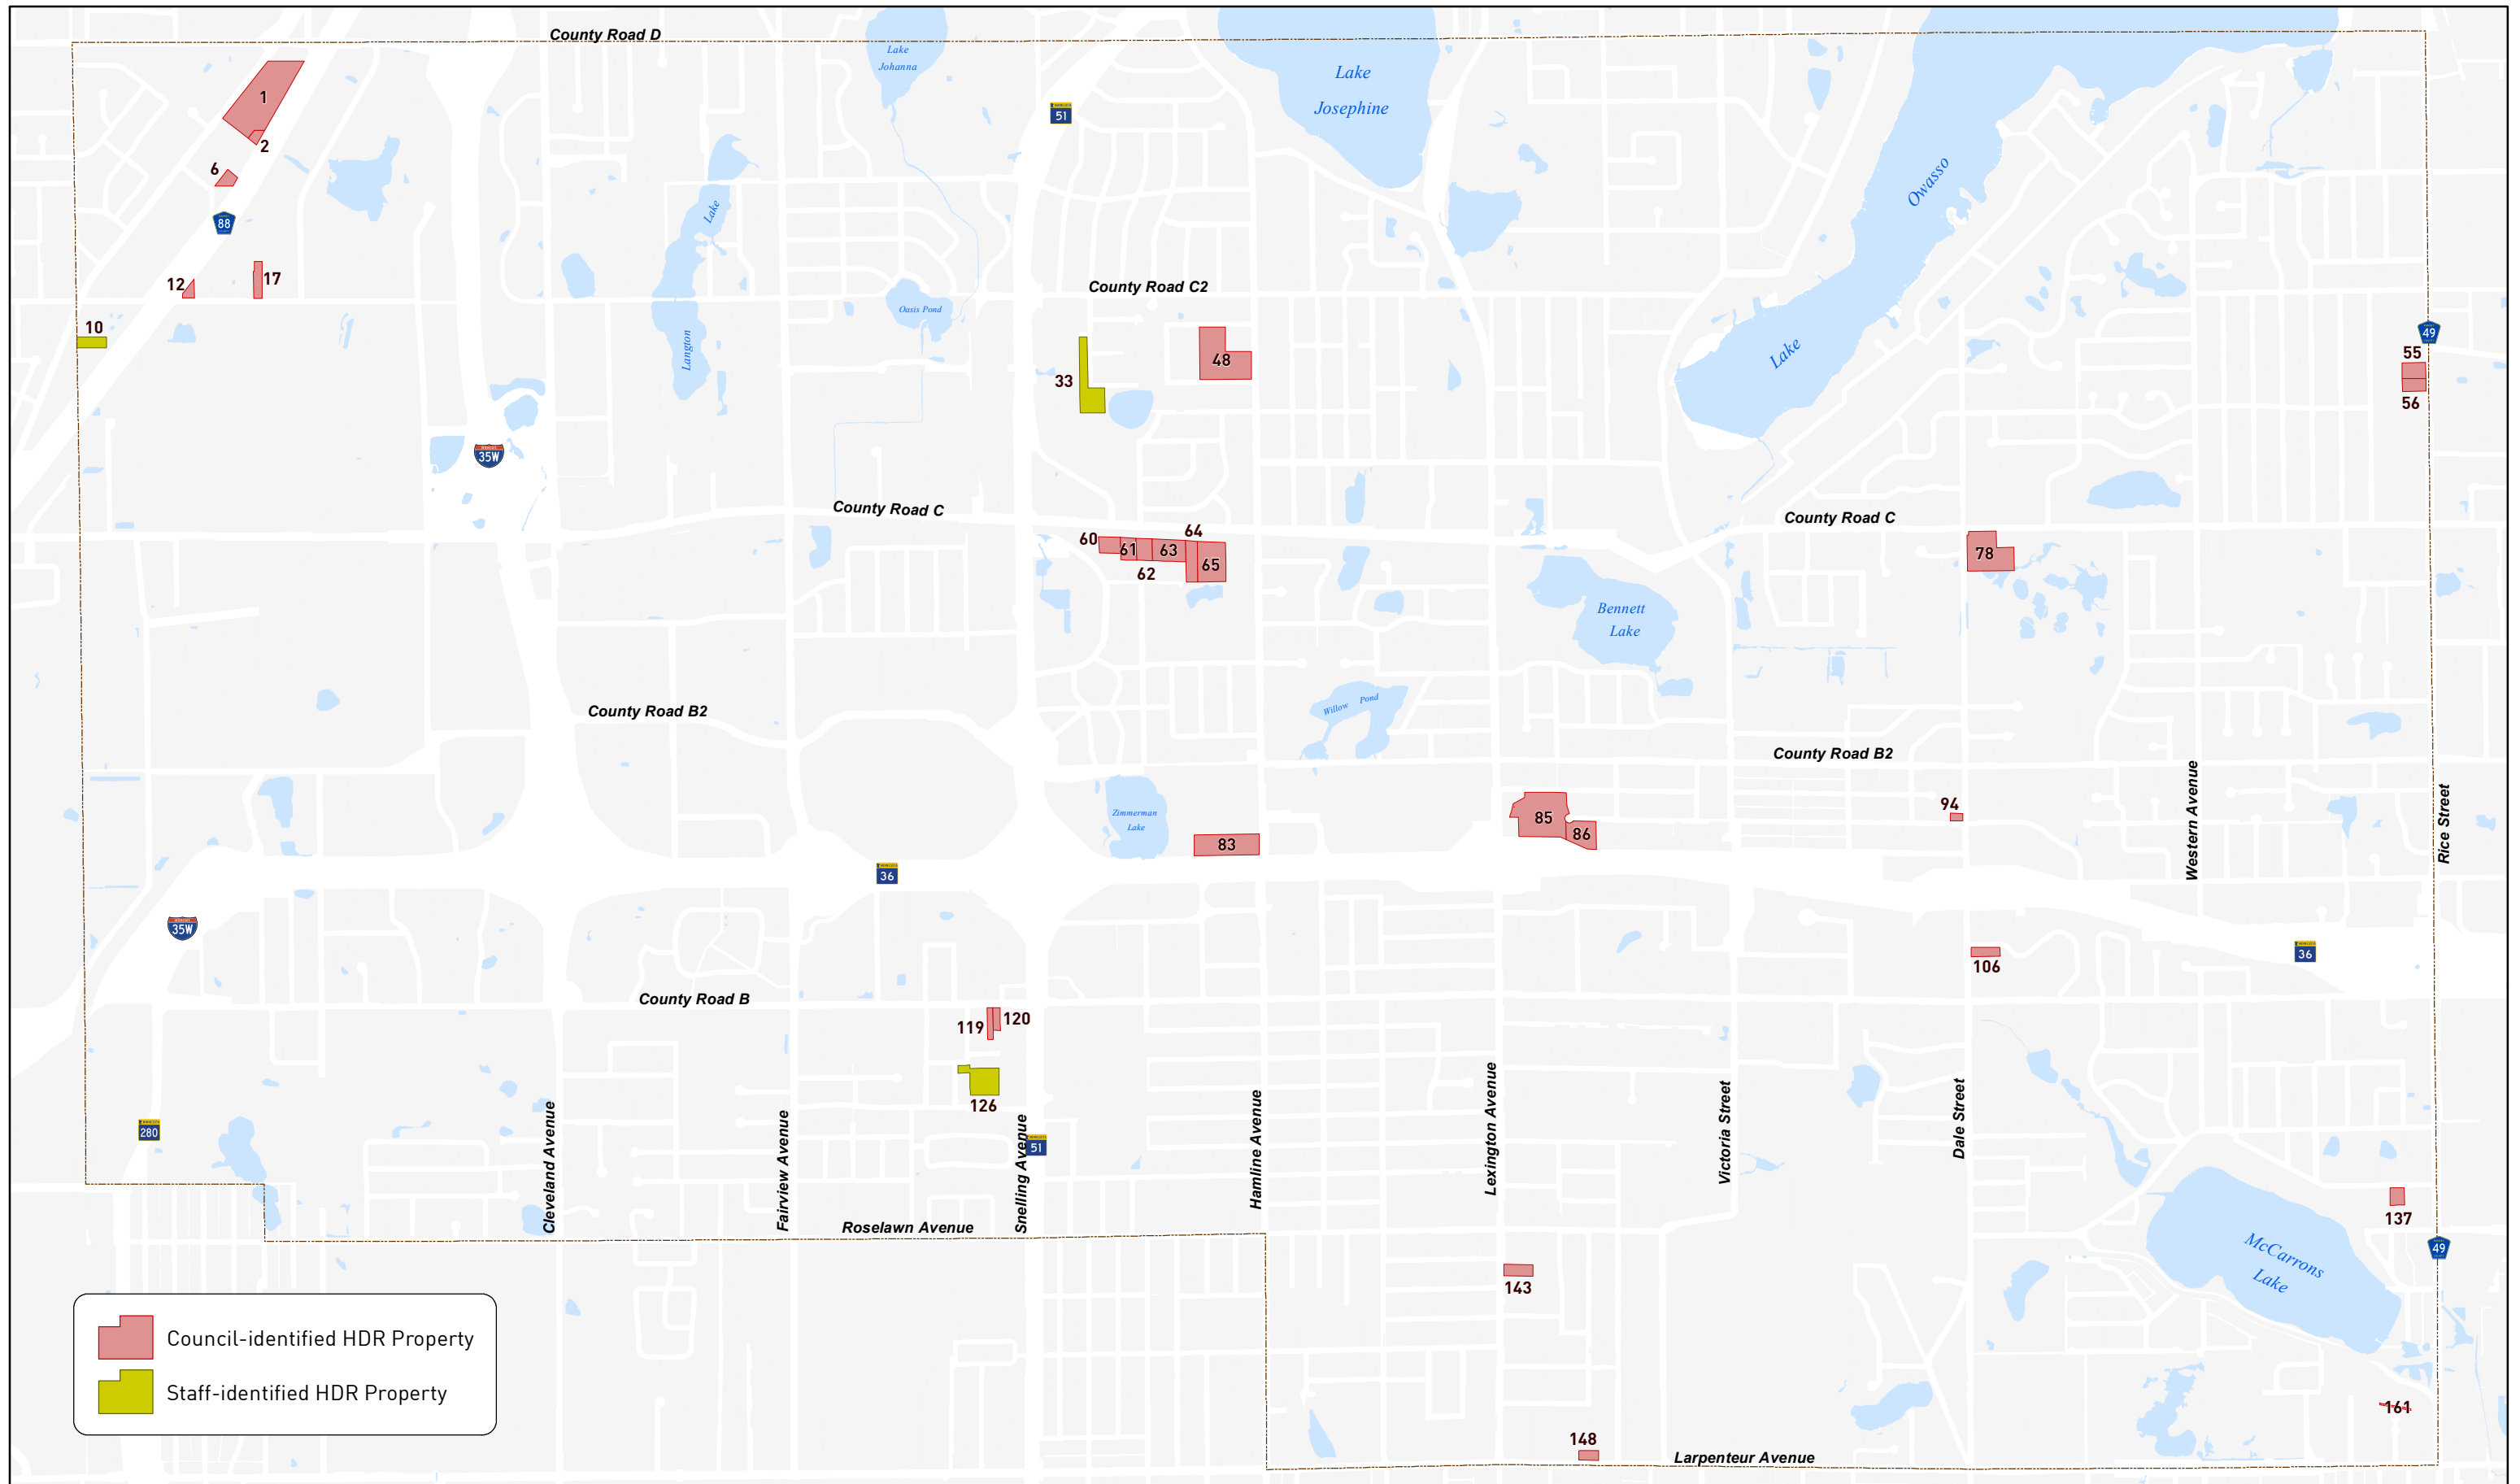 County Road D
Lake
Johanna
Lake
Josephine
1
51
2
6
Owasso
88
Lake
12
17
County Road C2
Oasis Pond
10
49
Langton
Lake
55
33
48
56
35W
County Road C
County Road C
64
60
61
63
65
62
78
Bennett
Lake
Willow Pond
County Road B2
County Road B2
Western Avenue
Rice Street
94
Zimmerman
Lake
85
86
83
36
35W
36
106
County Road B
119
120
126
280
51
Cleveland Avenue
Fairview Avenue
Snelling Avenue
Hamline Avenue
Lexington Avenue
Victoria Street
Dale Street
137
Roselawn Avenue
McCarrons
Lake
49
143
Council-identified HDR Property
Staff-identified HDR Property
161
148
Larpenteur Avenue